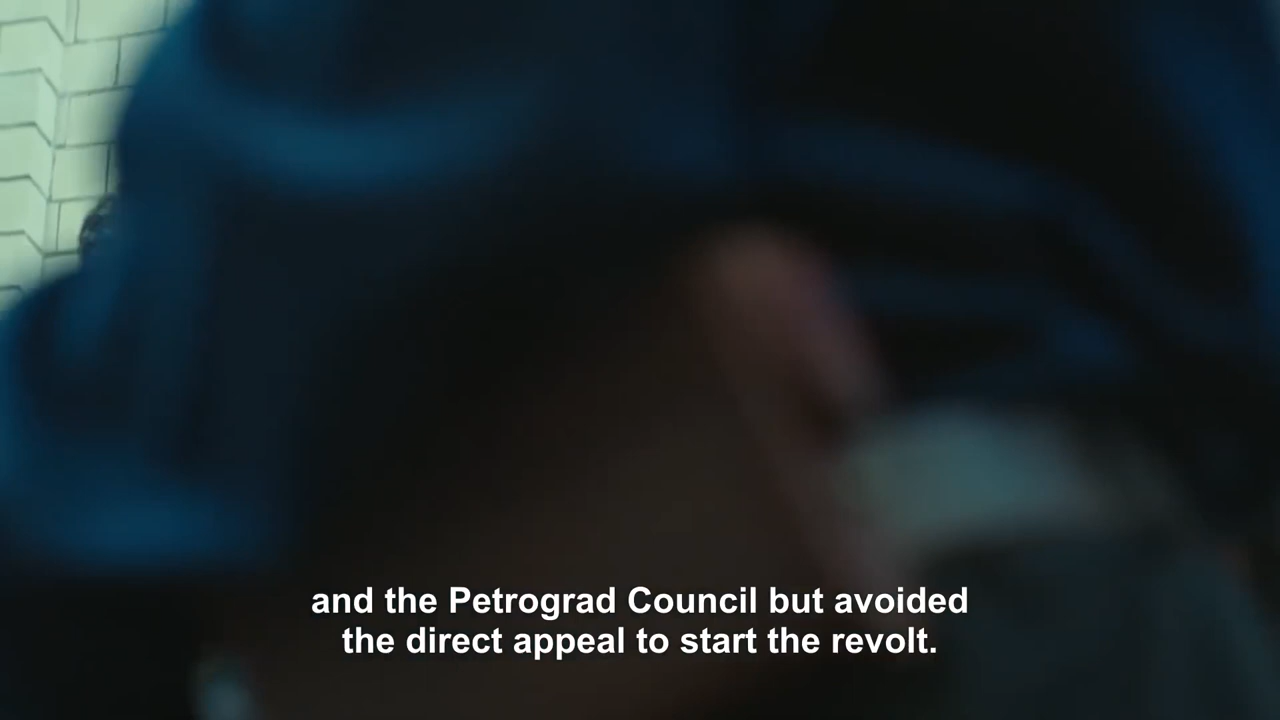 and the Petrograd Council but avoided
the direct appeal to start the revolt.